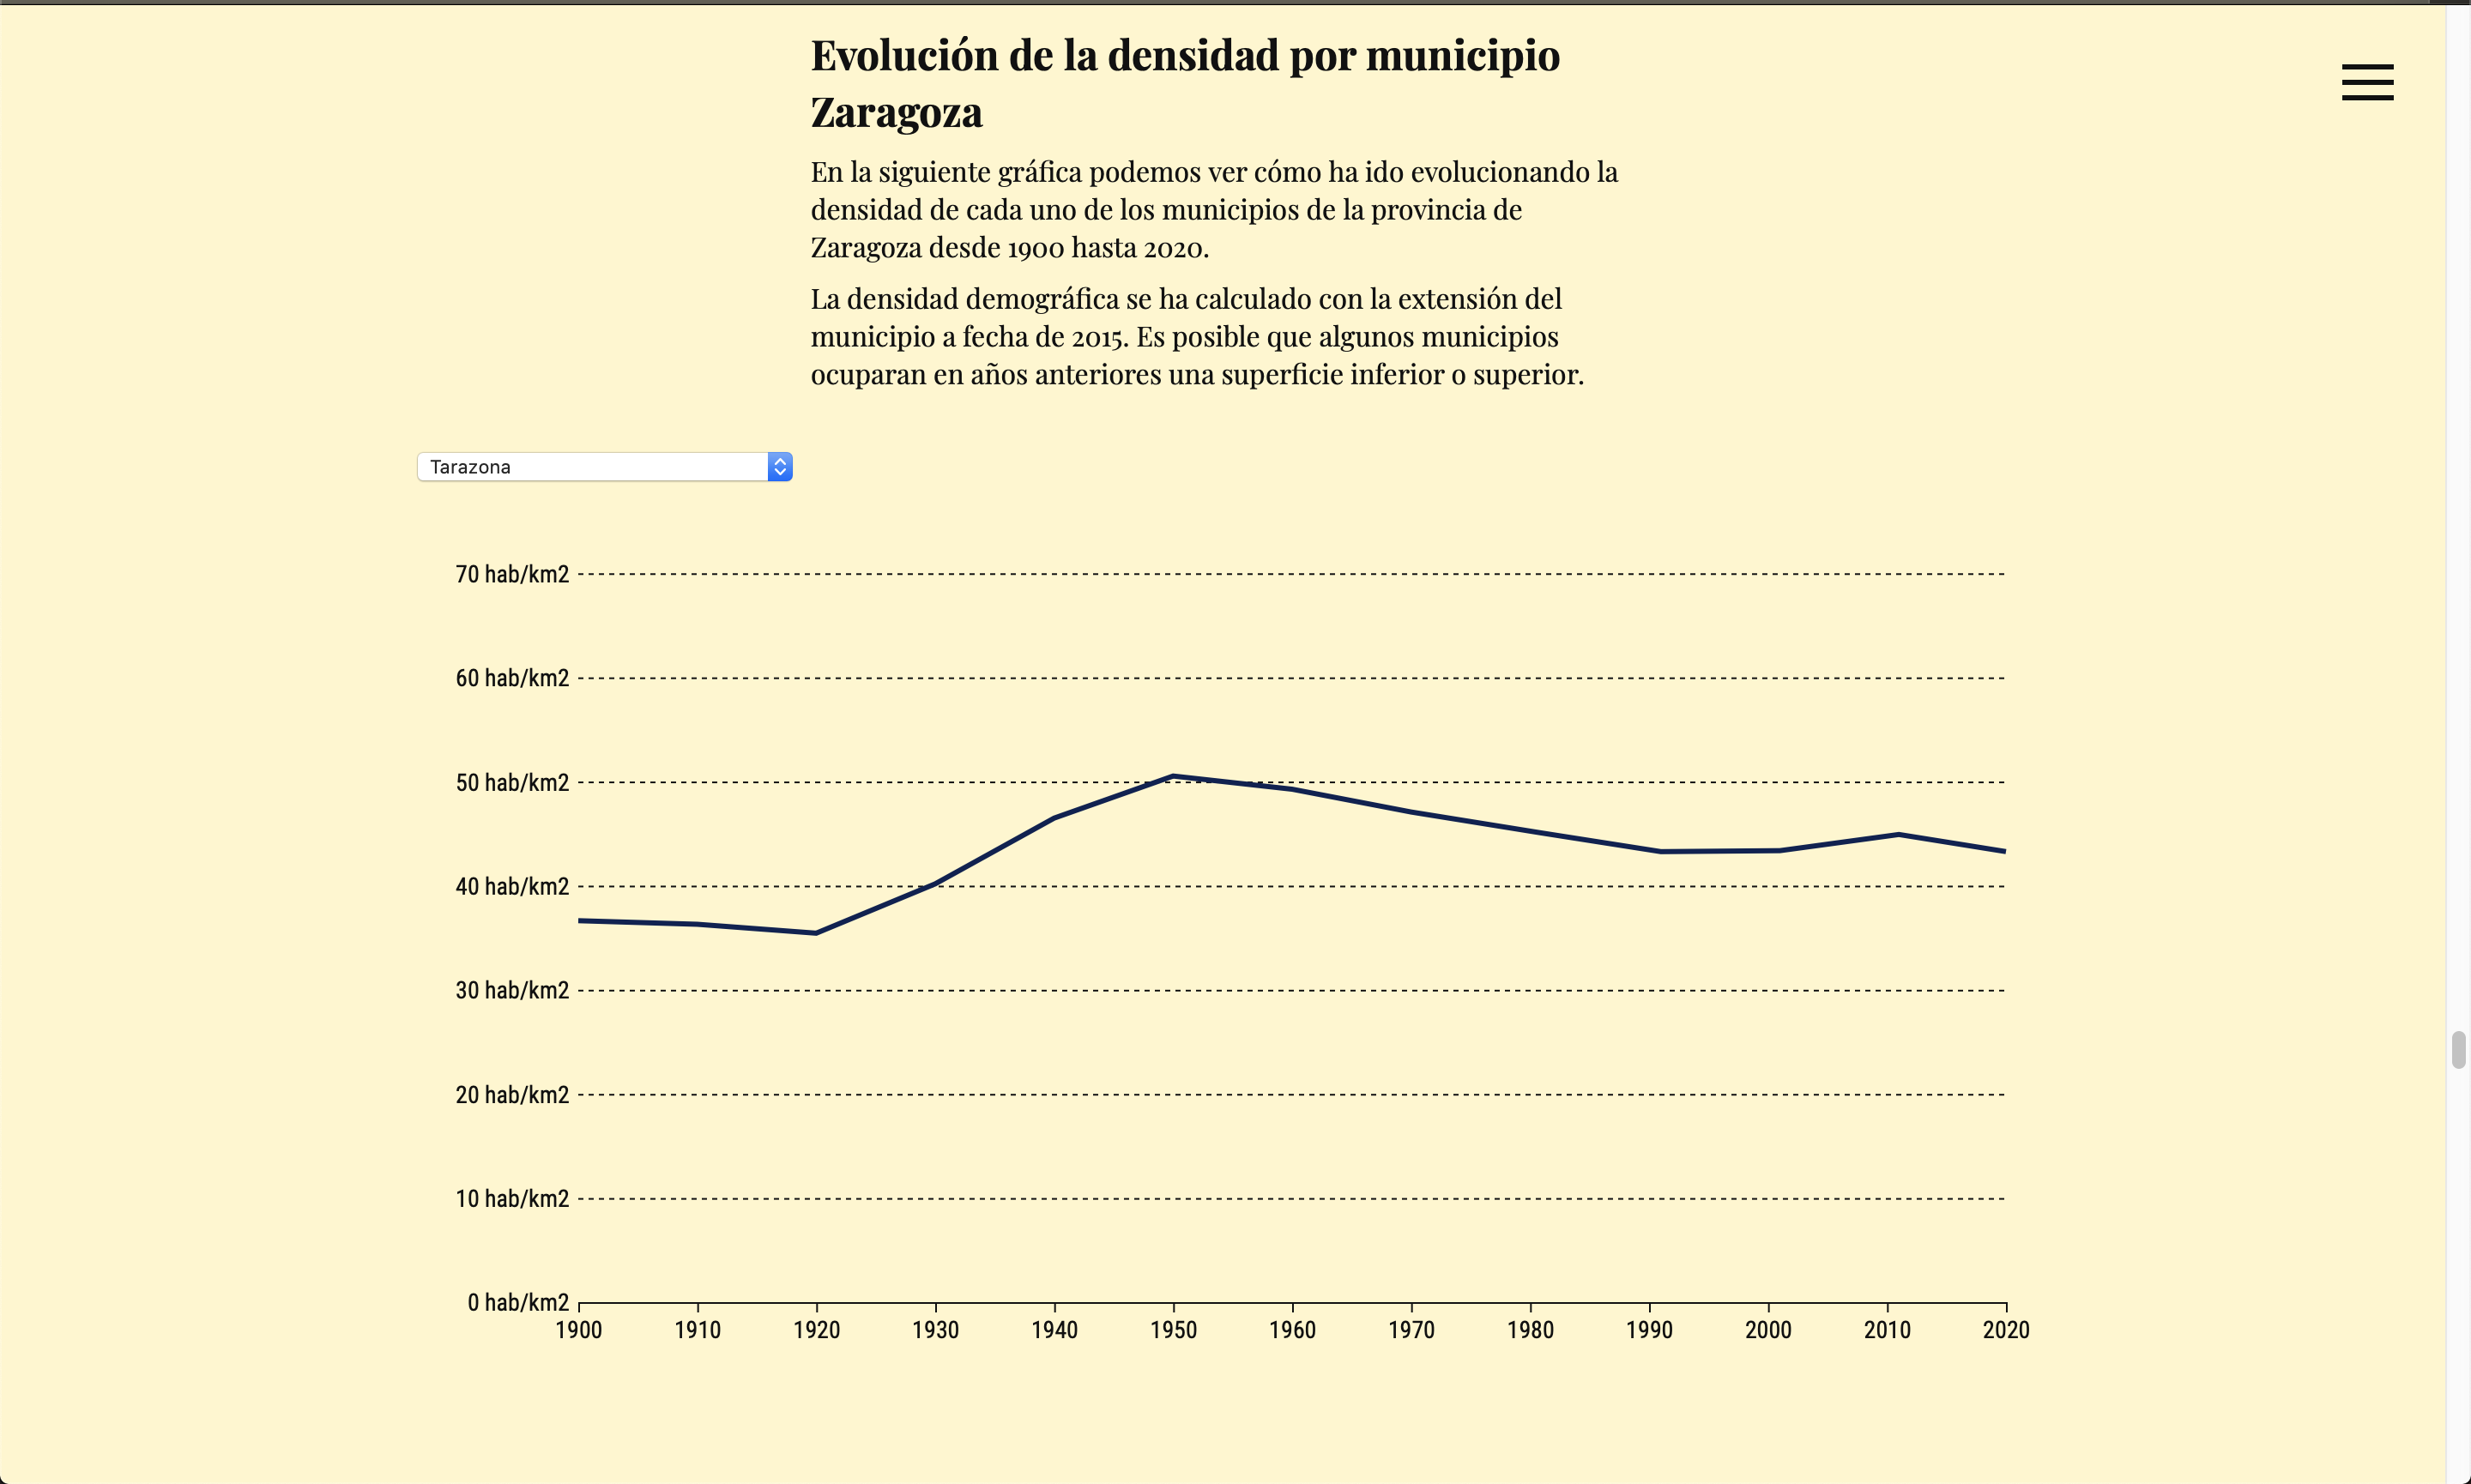 Evolución de la densidad por municipio
Zaragoza
En la siguiente gráfica podemos ver cómo ha ido evolucionando la
densidad de cada uno de los municipios de la provincia de
Zaragoza desde 1900 hasta 2020.
La densidad demográfica se ha calculado con la extensión del
municipio a fecha de 2015. Es posible que algunos municipios
ocuparan en años anteriores una superficie inferior o superior.
Tarazona
70 hab/km2
60 hab/km2
50 hab/km2
40 hab/km2
30 hab/km2
20 hab/km2
10 hab/km2
0 hab/km2
1900 1910 1920 1930 1940 1950 1960 1970 1980 1990 2000 2010 2020